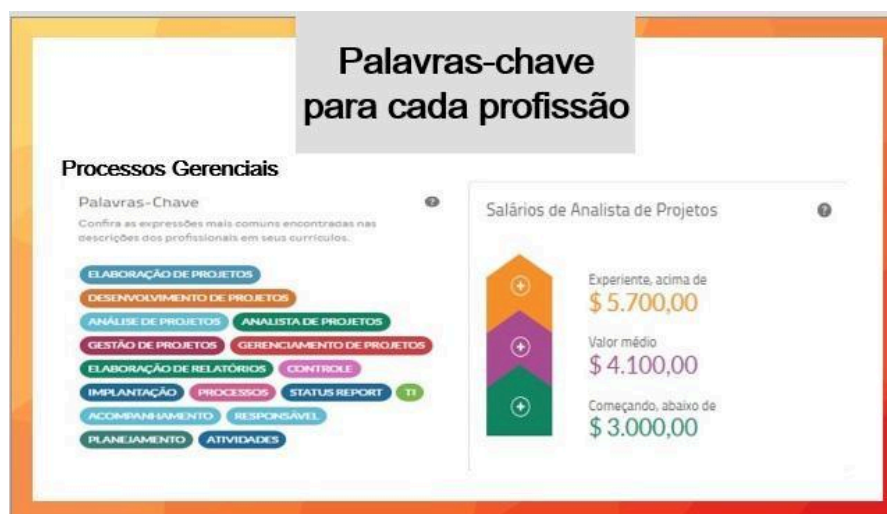 Palavras-chave
para cada profissão
Processos Gerenciais
Palavras-Chave
Confira as expressões mais comuns encontradas nas
descrições dos profissionais em seus currículos.
ELABORAÇÃO DE PROJETOS
DESENVOLVIMENTO DE PROJETOS
ANÁLISE DE PROJETOS ANALISTA DE PROJETOS
GESTÃO DE PROJETOS GERENCIAMENTO DE PROJETOS
ELABORAÇÃO DE RELATÓRIOS CONTROLE
IMPLANTAÇÃO PROCESSOS STATUS REPORT TI
ACOMPANHAMENTO RESPONSÁVEL
PLANEJAMENTO ATIVIDADES
Salários de Analista de Projetos
Experiente, acima de
$ 5.700,00
Valor médio
$ 4.100,00
Começando, abaixo de
$ 3.000,00